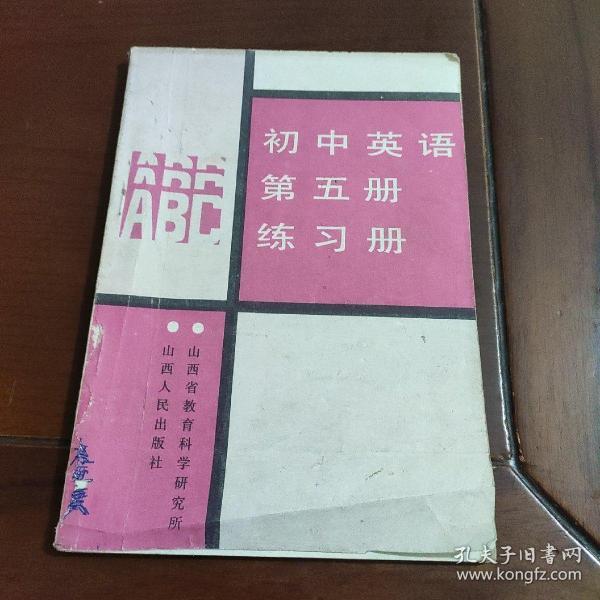 初中英语
第五册
练习册
ABC
ABC
山西省教育科学研究所
山西人民出版社
孔夫子旧书网
www.kongfz.com